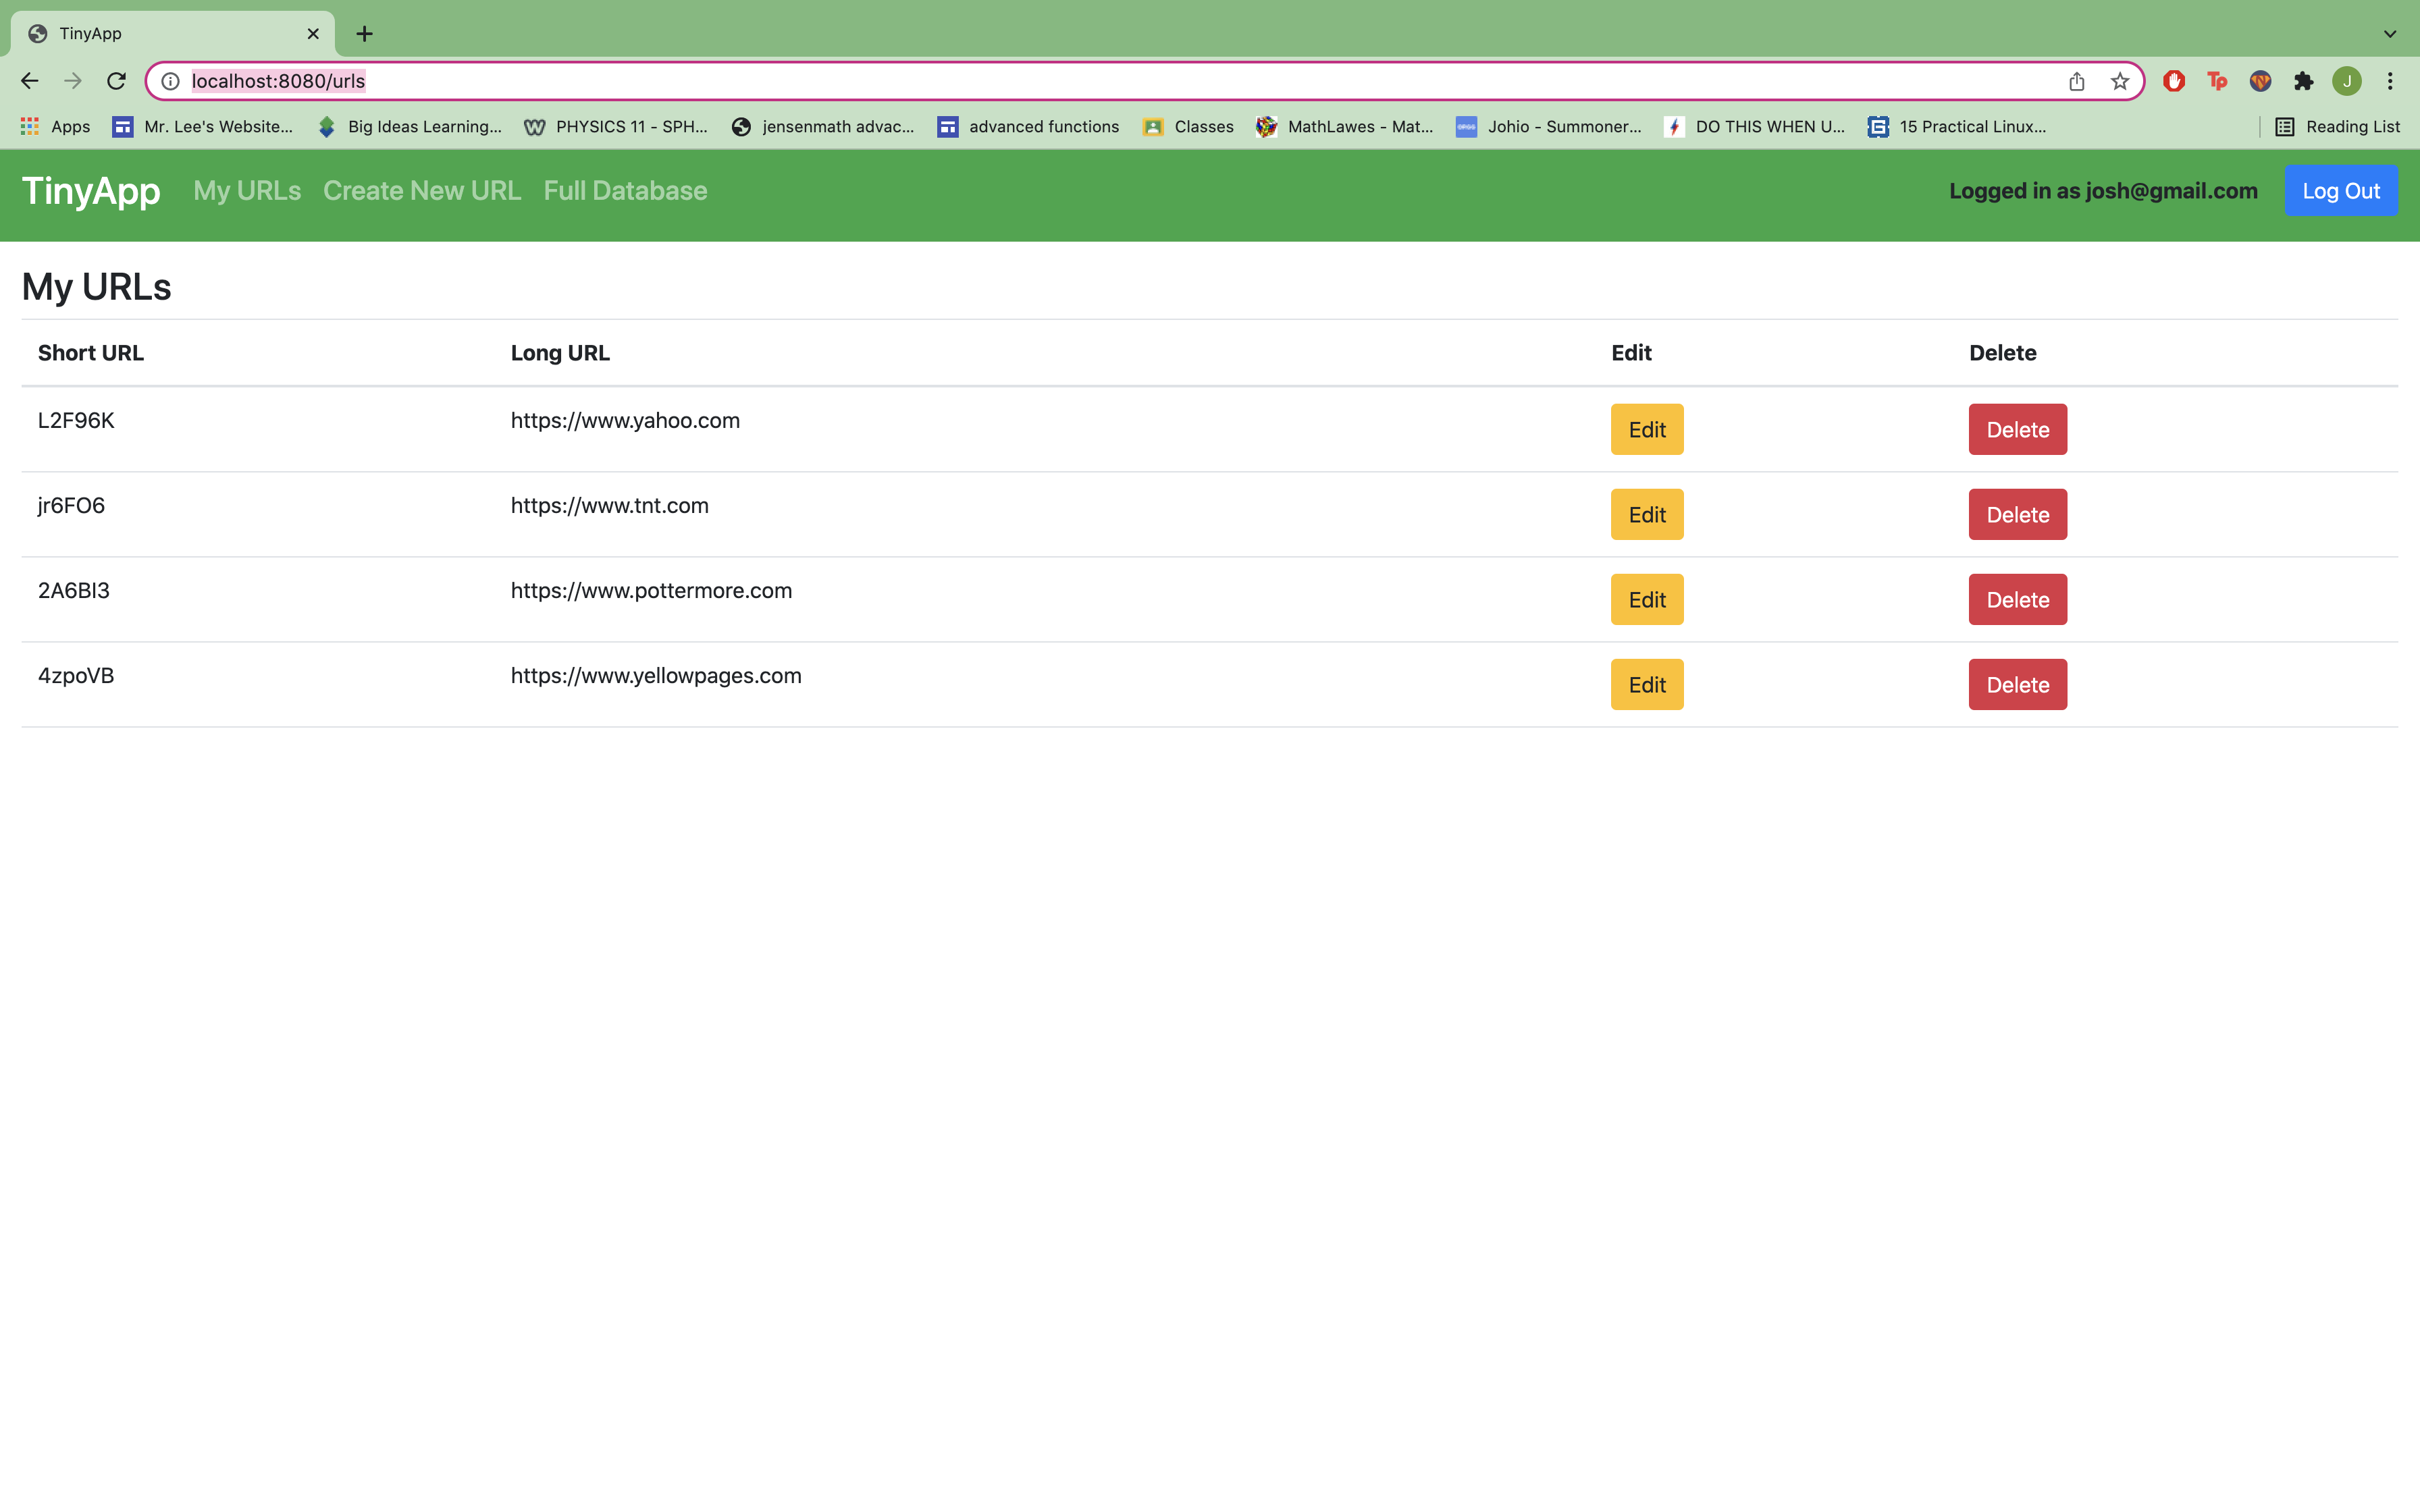 TinyApp
localhost:8080/urls
Tp
J
Apps Mr. Lee's Website... Big Ideas Learning... PHYSICS 11 - SPH... jensenmath advac... advanced functions Classes MathLawes - Mat... Johio - Summoner... DO THIS WHEN U... 15 Practical Linux... Reading List
TinyApp My URLs Create New URL Full Database Logged in as josh@gmail.com Log Out
My URLs
Short URL Long URL Edit Delete
L2F96K https://www.yahoo.com Edit Delete
jr6FO6 https://www.tnt.com Edit Delete
2A6BI3 https://www.pottermore.com Edit Delete
4zpoVB https://www.yellowpages.com Edit Delete